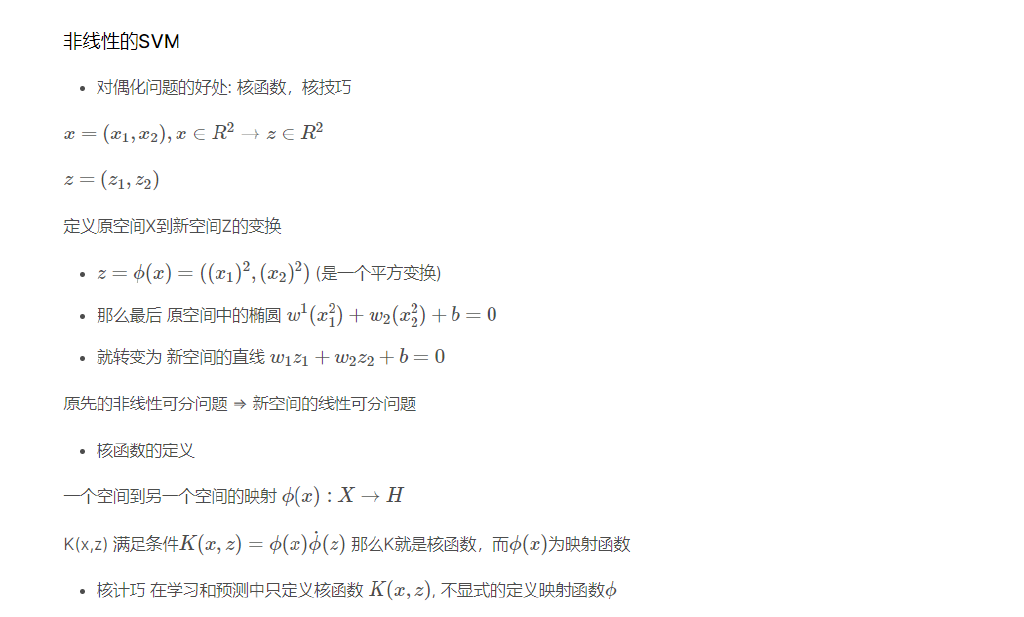 非线性的SVM
• 对偶化问题的好处: 核函数，核技巧
$x = (x_1, x_2), x \in R^2 \to z \in R^2$
$z = (z_1, z_2)$
定义原空间X到新空间Z的变换
• $z = \phi(x) = ((x_1)^2, (x_2)^2)$ (是一个平方变换)
• 那么最后 原空间中的椭圆 $w^1(x_1^2) + w_2(x_2^2) + b = 0$
• 就转变为 新空间的直线 $w_1z_1 + w_2z_2 + b = 0$
原先的非线性可分问题 ⇒ 新空间的线性可分问题
• 核函数的定义
一个空间到另一个空间的映射 $\phi(x) : X \to H$
K(x,z) 满足条件$K(x, z) = \phi(x)\dot{\phi}(z)$ 那么K就是核函数，而$\phi(x)$为映射函数
• 核计巧 在学习和预测中只定义核函数 $K(x, z)$, 不显式的定义映射函数$\phi$